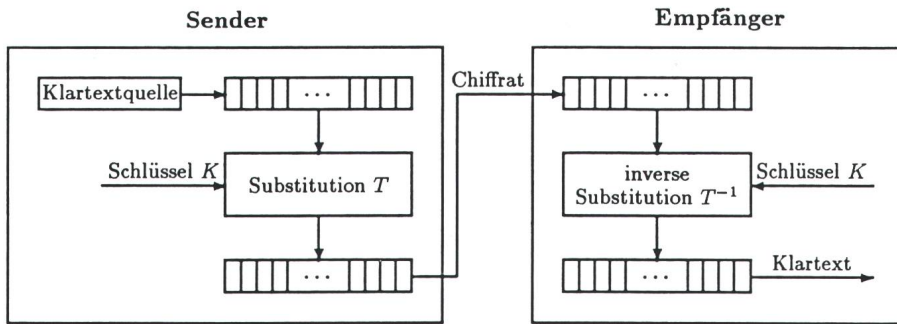 Sender
Empfänger
Klartextquelle
...
Chiffrat
...
Schlüssel K
Substitution T
inverse
Substitution T⁻¹
Schlüssel K
...
...
Klartext